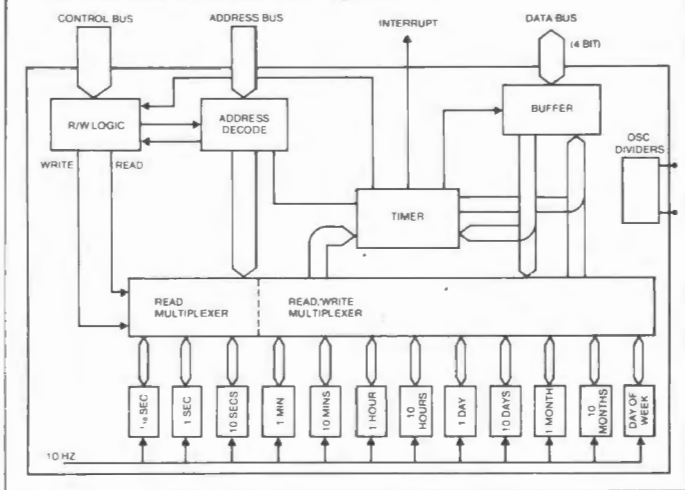 CONTROL BUS
ADDRESS BUS
INTERRUPT
DATA BUS
(4 BIT)
R/W LOGIC
ADDRESS
DECODE
BUFFER
OSC
DIVIDERS
WRITE
READ
TIMER
READ
MULTIPLEXER
READ/WRITE
MULTIPLEXER
1/10 SEC
1 SEC
10 SECS
1 MIN
10 MINS
1 HOUR
10
HOURS
1 DAY
10 DAYS
1 MONTH
10
MONTHS
DAY OF
WEEK
10 HZ